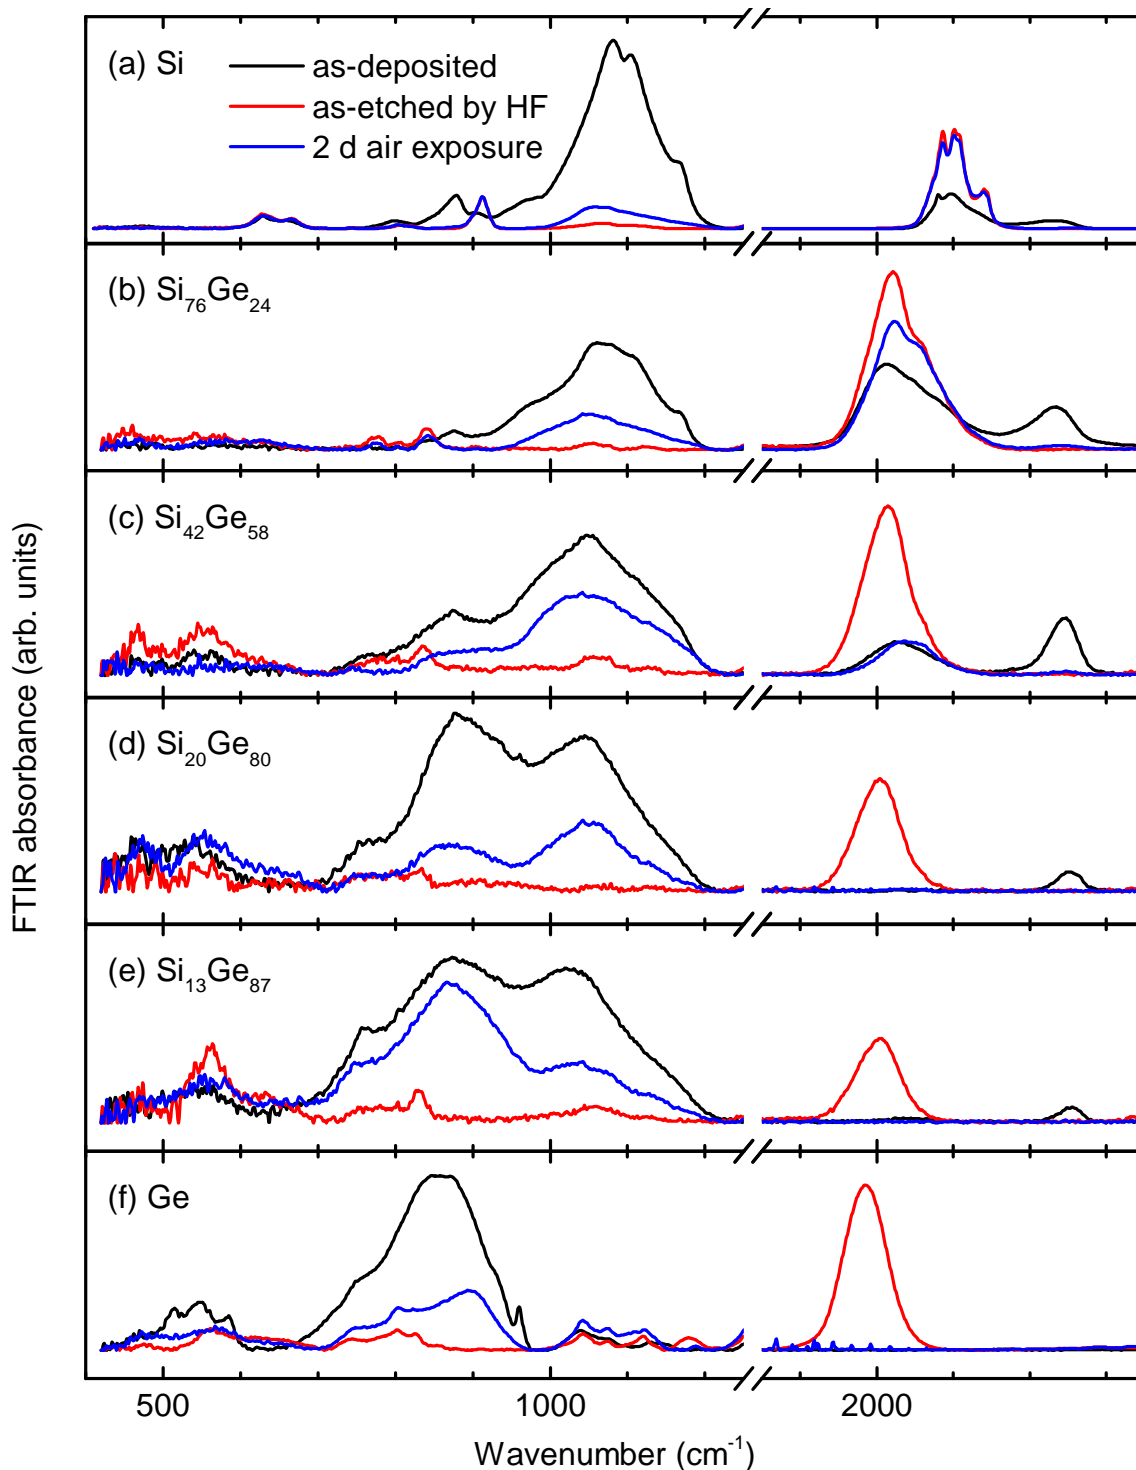 (a) Si
as-deposited
as-etched by HF
2 d air exposure
(b) Si₇₆Ge₂₄
(c) Si₄₂Ge₅₈
(d) Si₂₀Ge₈₀
(e) Si₁₃Ge₈₇
(f) Ge
FTIR absorbance (arb. units)
500 1000 2000
Wavenumber (cm⁻¹)